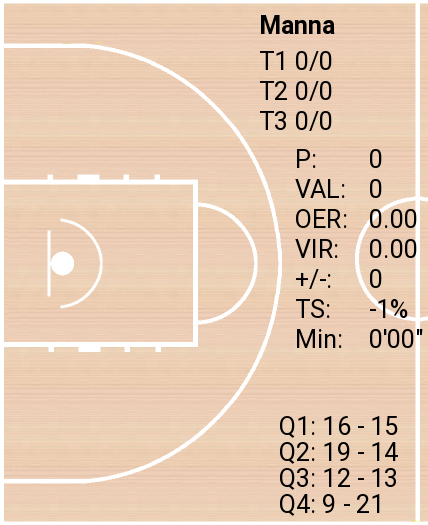 Manna
T1 0/0
T2 0/0
T3 0/0
P: 0
VAL: 0
OER: 0.00
VIR: 0.00
+/-: 0
TS: -1%
Min: 0'00"
Q1: 16 - 15
Q2: 19 - 14
Q3: 12 - 13
Q4: 9 - 21